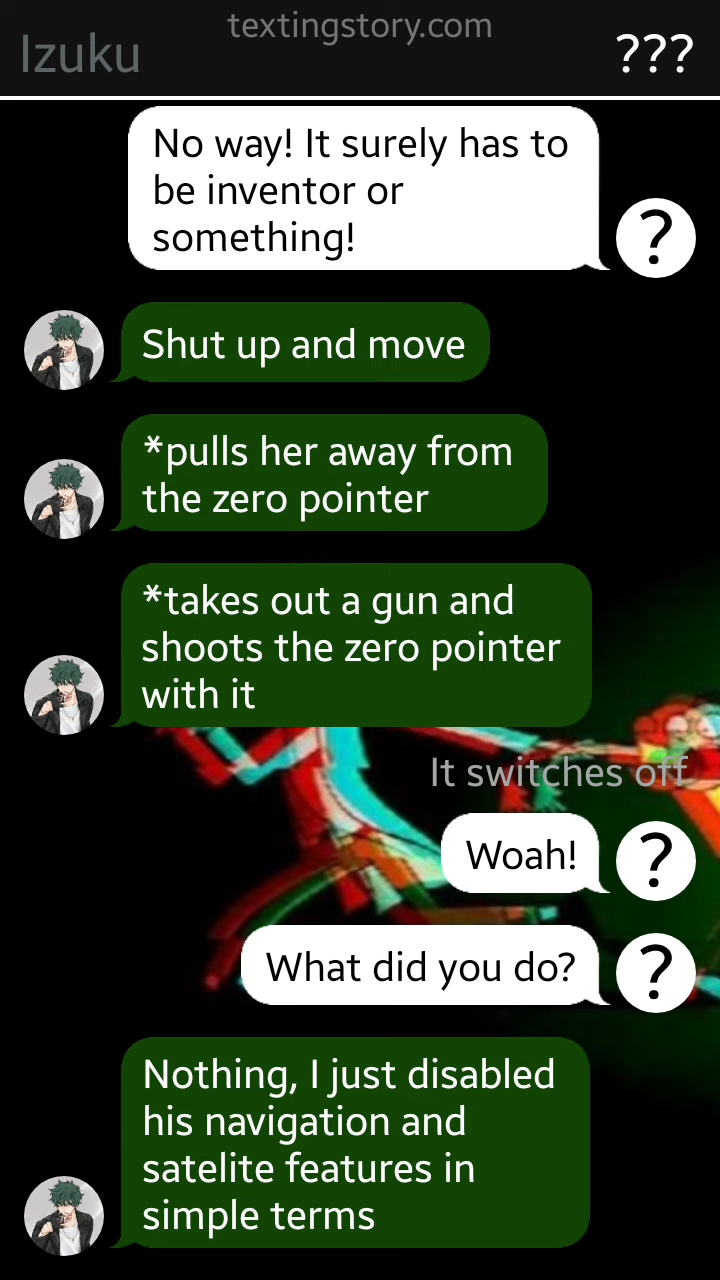 textingstory.com
Izuku
???
No way! It surely has to
be inventor or
something!
?
Shut up and move
*pulls her away from
the zero pointer
*takes out a gun and
shoots the zero pointer
with it
It switches off
Woah!
?
What did you do?
?
Nothing, I just disabled
his navigation and
satelite features in
simple terms